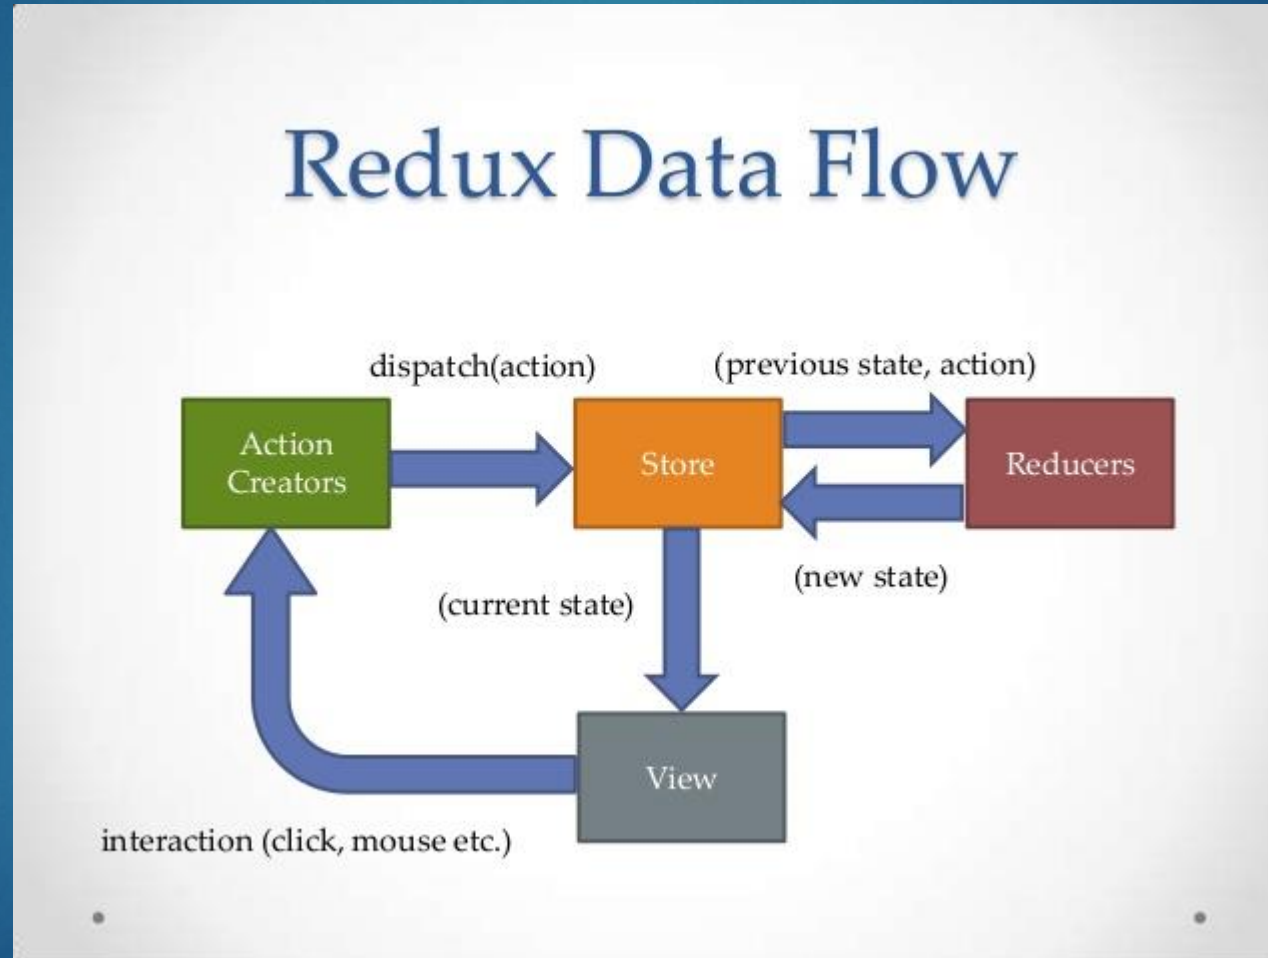 Redux Data Flow
dispatch(action)
(previous state, action)
Action
Creators
Store
Reducers
(new state)
(current state)
View
interaction (click, mouse etc.)